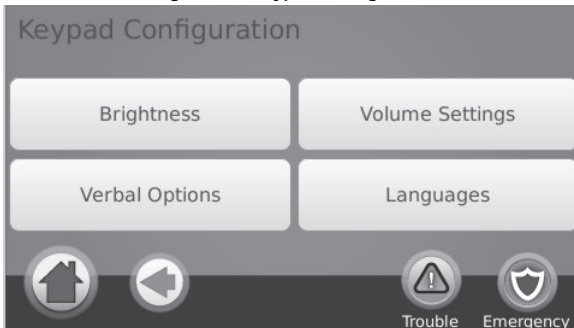 Keypad Configuration
Brightness
Volume Settings
Verbal Options
Languages
Trouble
Emergency